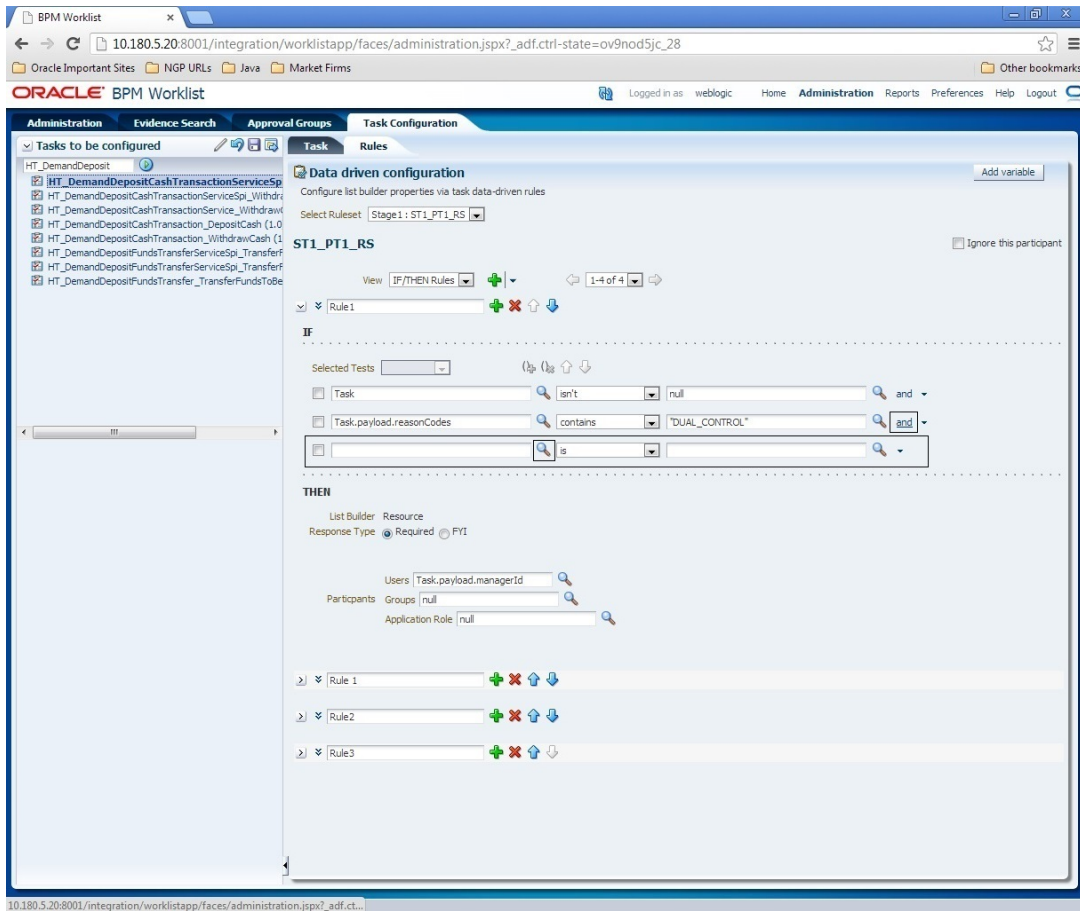 BPM Worklist
10.180.5.20:8001/integration/worklistapp/faces/administration.jspx?_adf.ctrl-state=ov9nod5jc_28
Oracle Important Sites NGP URLs Java Market Firms Other bookmarks
ORACLE BPM Worklist Logged in as weblogic Home Administration Reports Preferences Help Logout
Administration Evidence Search Approval Groups Task Configuration
Tasks to be configured
HT_DemandDeposit
HT_DemandDepositCashTransactionServiceSp
HT_DemandDepositCashTransactionServiceSpi_Withdra
HT_DemandDepositCashTransactionService_Withdraw
HT_DemandDepositCashTransaction_DepositCash (1.0
HT_DemandDepositCashTransaction_WithdrawCash (1
HT_DemandDepositFundsTransferServiceSpi_TransferF
HT_DemandDepositFundsTransferServiceSpi_TransferF
HT_DemandDepositFundsTransfer_TransferFundsToBe
Task Rules
Data driven configuration Add variable
Configure list builder properties via task data-driven rules
Select Ruleset Stage1 : ST1_PT1_RS
ST1_PT1_RS Ignore this participant
View IF/THEN Rules 1-4 of 4
Rule1
IF
Selected Tests
Task isn't null and
Task.payload.reasonCodes contains "DUAL_CONTROL" and
is
THEN
List Builder Resource
Response Type Required FYI
Users Task.payload.managerId
Particpants Groups null
Application Role null
Rule 1
Rule2
Rule3
10.180.5.20:8001/integration/worklistapp/faces/administration.jspx?_adf.ct...